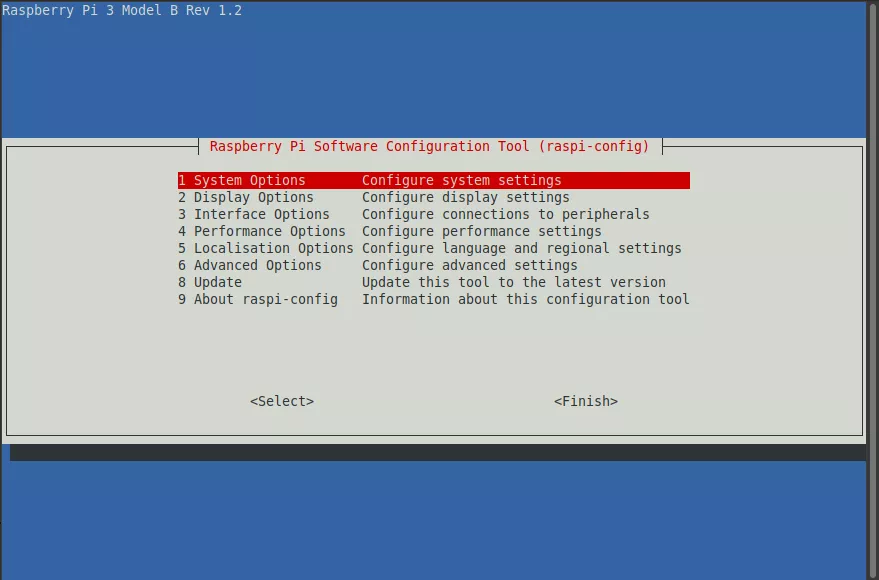 Raspberry Pi 3 Model B Rev 1.2
Raspberry Pi Software Configuration Tool (raspi-config)
1 System Options       Configure system settings
2 Display Options      Configure display settings
3 Interface Options    Configure connections to peripherals
4 Performance Options  Configure performance settings
5 Localisation Options Configure language and regional settings
6 Advanced Options     Configure advanced settings
8 Update               Update this tool to the latest version
9 About raspi-config   Information about this configuration tool
<Select>                              <Finish>